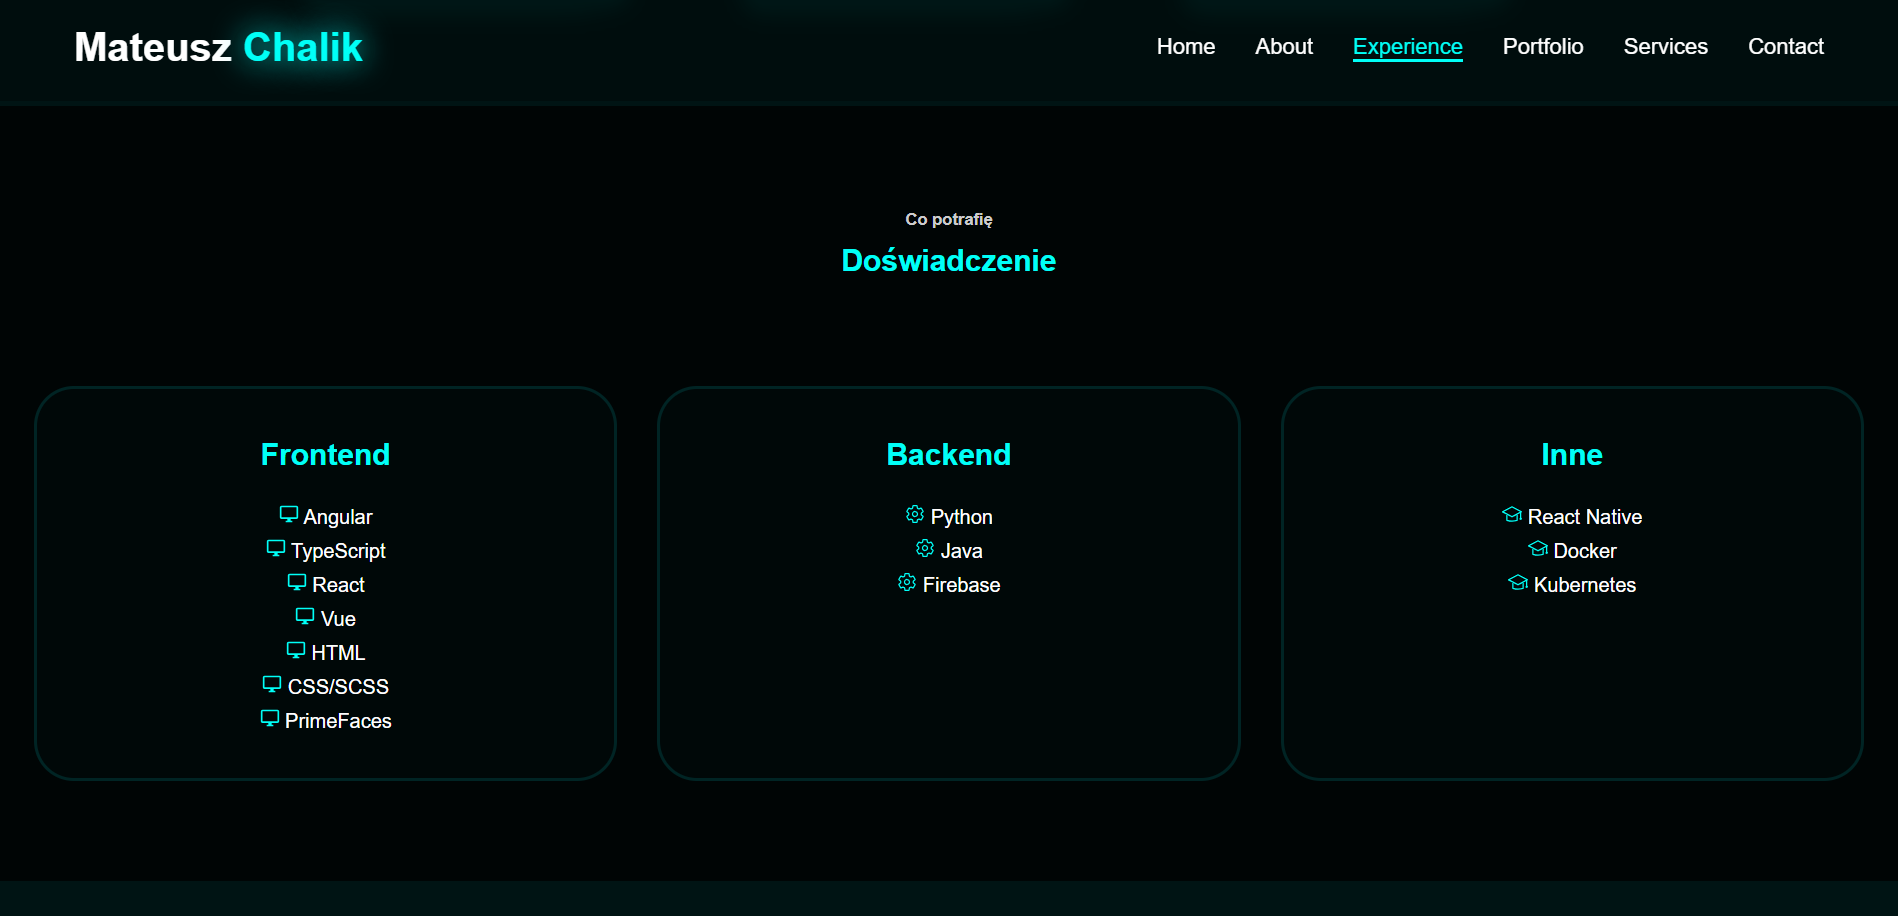 Mateusz Chalik
Home About Experience Portfolio Services Contact
Co potrafię
Doświadczenie
Frontend
Angular
TypeScript
React
Vue
HTML
CSS/SCSS
PrimeFaces
Backend
Python
Java
Firebase
Inne
React Native
Docker
Kubernetes